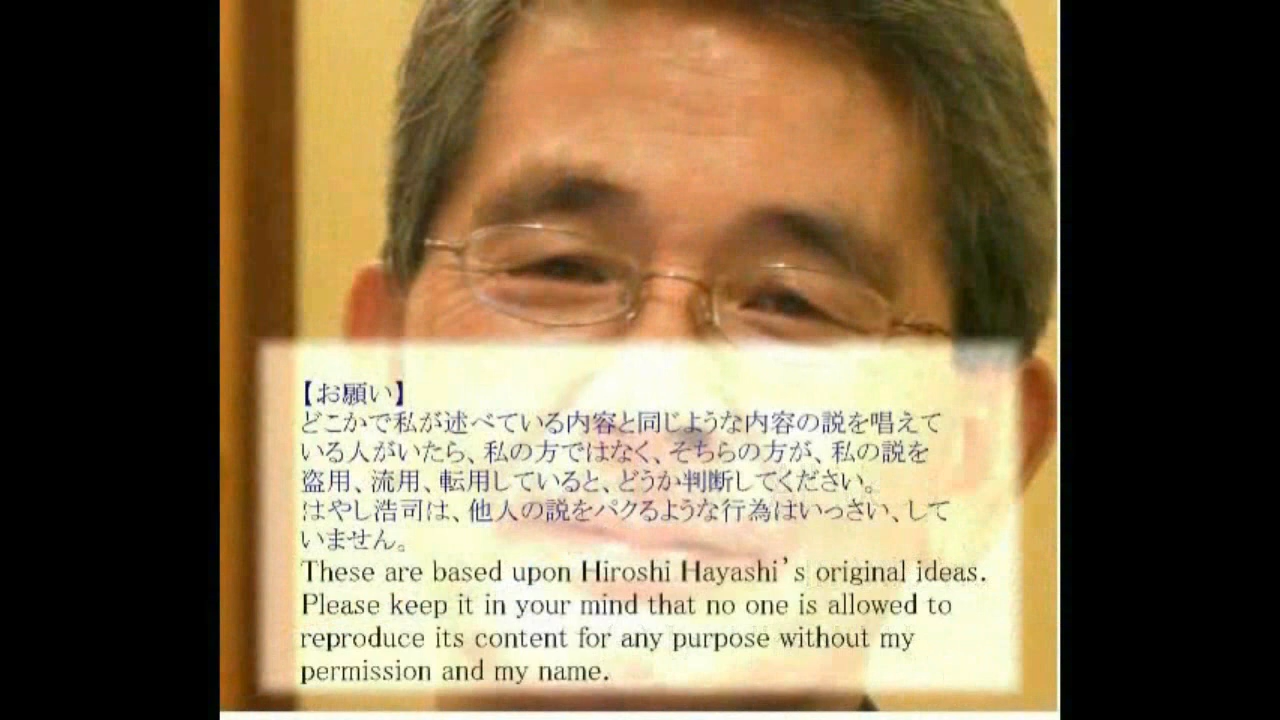 【お願い】
どこかで私が述べている内容と同じような内容の説を唱えて
いる人がいたら、私の方ではなく、そちらの方が、私の説を
盗用、流用、転用していると、どうか判断してください。
はやし浩司は、他人の説をパクるような行為はいっさい、して
いません。
These are based upon Hiroshi Hayashi's original ideas.
Please keep it in your mind that no one is allowed to
reproduce its content for any purpose without my
permission and my name.